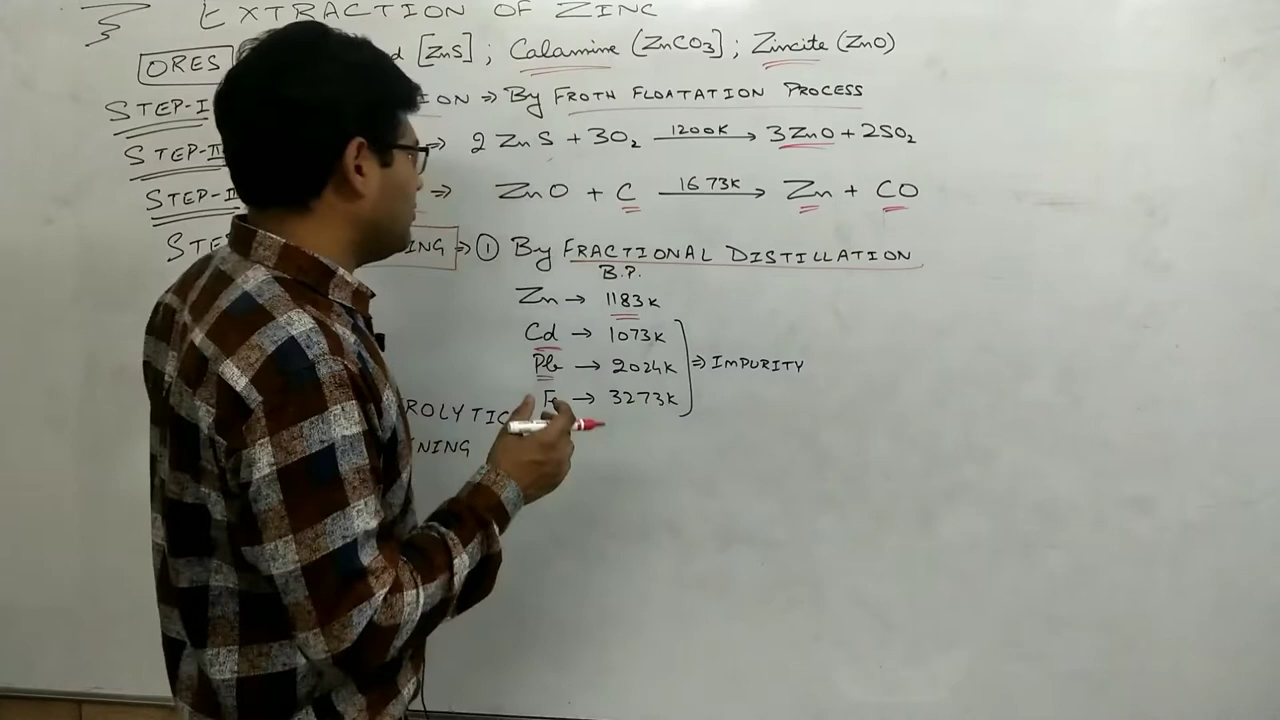 EXTRACTION OF ZINC
ORES d [ZnS] ; Calamine (ZnCO3] ; Zincite (ZnO)
STEP-I ION ⇒ By FROTH FLOATATION PROCESS
STEP-II ⇒ 2 ZnS + 3O2 1200K → 3ZnO + 2SO2
STEP-II ⇒ ZnO + C 1673K → Zn + CO
STE ING ⇒ ① By FRACTIONAL DISTILLATION
B.P.
Zn → 1183K
Cd → 1073K
Pb → 2024K ⇒ IMPURITY
Fe → 3273K
ROLYTIC
NING